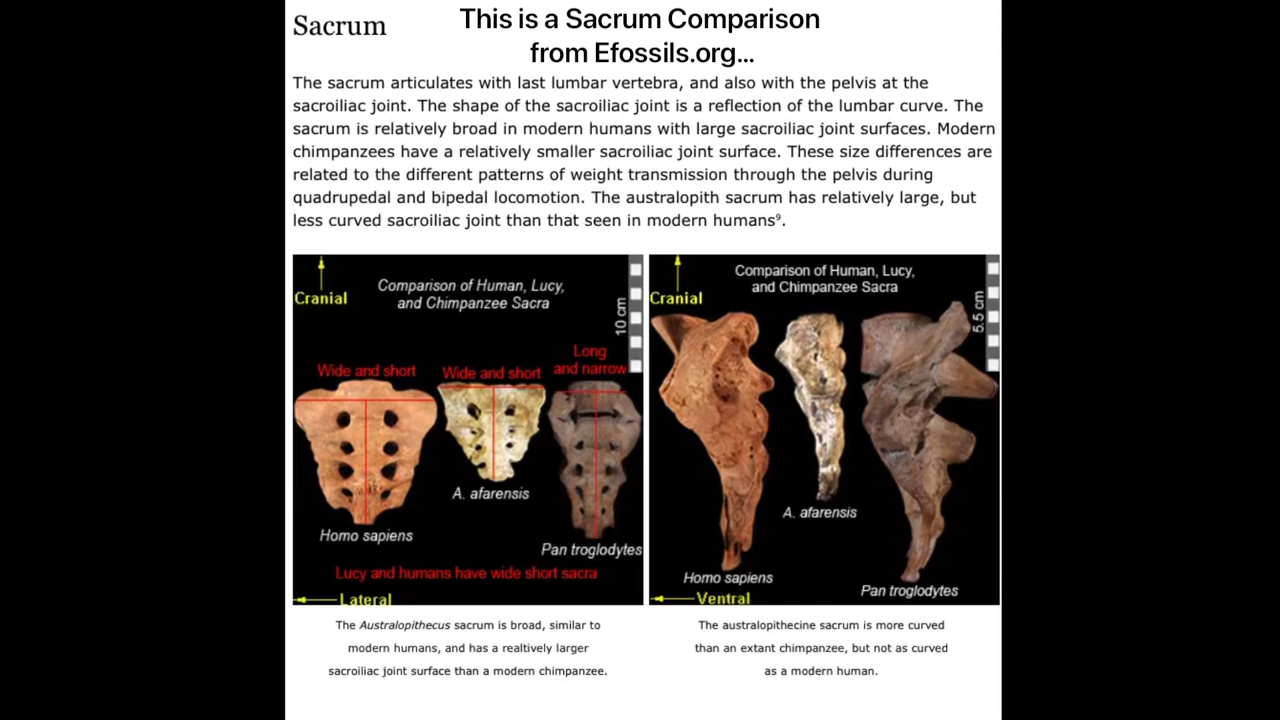 Sacrum
This is a Sacrum Comparison
from Efossils.org...
The sacrum articulates with last lumbar vertebra, and also with the pelvis at the
sacroiliac joint. The shape of the sacroiliac joint is a reflection of the lumbar curve. The
sacrum is relatively broad in modern humans with large sacroiliac joint surfaces. Modern
chimpanzees have a relatively smaller sacroiliac joint surface. These size differences are
related to the different patterns of weight transmission through the pelvis during
quadrupedal and bipedal locomotion. The australopith sacrum has relatively large, but
less curved sacroiliac joint than that seen in modern humans⁹.
Cranial
Comparison of Human, Lucy,
and Chimpanzee Sacra
10 cm
Wide and short
Wide and short
Long
and narrow
A. afarensis
Homo sapiens
Pan troglodytes
Lucy and humans have wide short sacra
Lateral
Cranial
Comparison of Human, Lucy,
and Chimpanzee Sacra
5.5 cm
A. afarensis
Homo sapiens
Pan troglodytes
Ventral
The Australopithecus sacrum is broad, similar to
modern humans, and has a realtively larger
sacroiliac joint surface than a modern chimpanzee.
The australopithecine sacrum is more curved
than an extant chimpanzee, but not as curved
as a modern human.